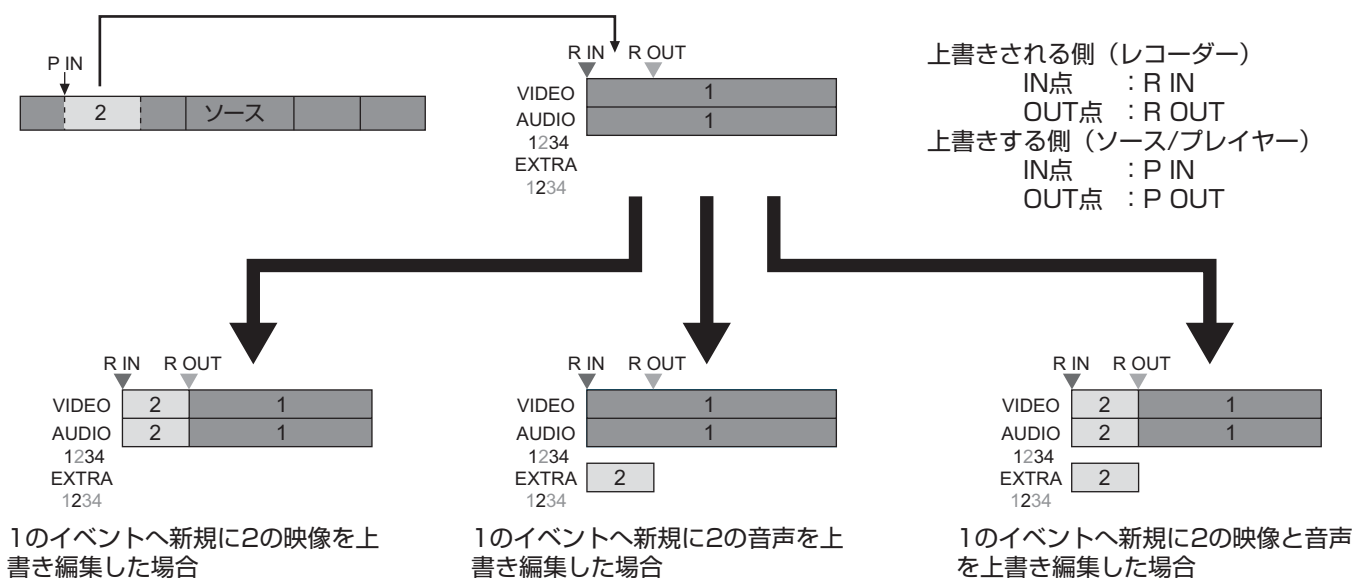 P IN
2 ソース
R IN R OUT
VIDEO 1
AUDIO 1
1234
EXTRA
1234
上書きされる側（レコーダー）
IN点 ：R IN
OUT点 ：R OUT
上書きする側（ソース/プレイヤー）
IN点 ：P IN
OUT点 ：P OUT
R IN R OUT
VIDEO 2 1
AUDIO 2 1
1234
EXTRA
1234
1のイベントへ新規に2の映像を上
書き編集した場合
R IN R OUT
VIDEO 1
AUDIO 1
1234
EXTRA 2
1234
1のイベントへ新規に2の音声を上
書き編集した場合
R IN R OUT
VIDEO 2 1
AUDIO 2 1
1234
EXTRA 2
1234
1のイベントへ新規に2の映像と音声
を上書き編集した場合